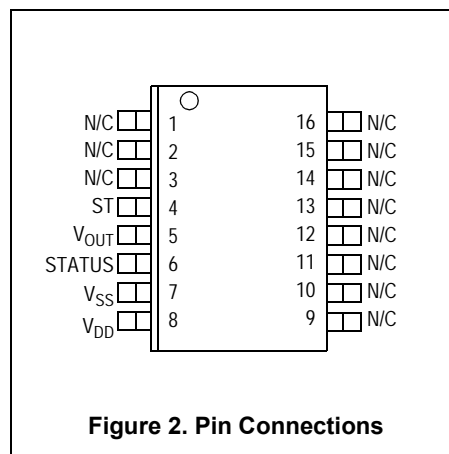 N/C 1 16 N/C
N/C 2 15 N/C
N/C 3 14 N/C
ST 4 13 N/C
VOUT 5 12 N/C
STATUS 6 11 N/C
VSS 7 10 N/C
VDD 8 9 N/C
Figure 2. Pin Connections